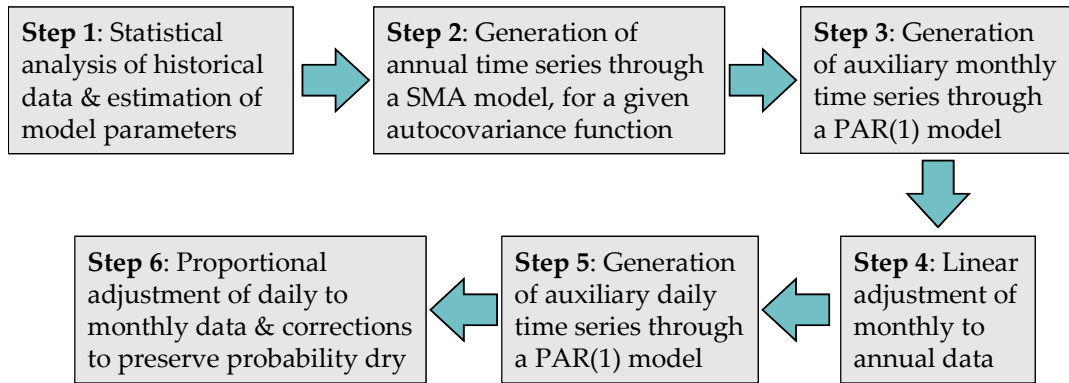 Step 1: Statistical
analysis of historical
data & estimation of
model parameters
Step 2: Generation of
annual time series through
a SMA model, for a given
autocovariance function
Step 3: Generation
of auxiliary monthly
time series through
a PAR(1) model
Step 4: Linear
adjustment of
monthly to
annual data
Step 5: Generation
of auxiliary daily
time series through
a PAR(1) model
Step 6: Proportional
adjustment of daily to
monthly data & corrections
to preserve probability dry